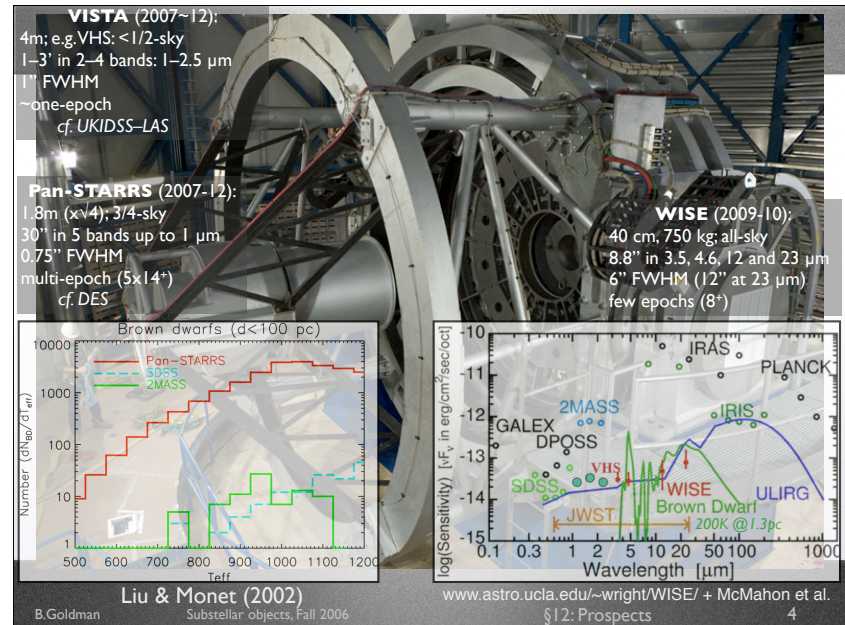 VISTA (2007~12):
4m; e.g. VHS: <1/2-sky
1–3’ in 2–4 bands: 1–2.5 µm
1” FWHM
~one-epoch
cf. UKIDSS–LAS
Pan-STARRS (2007-12):
1.8m (x√4); 3/4-sky
30” in 5 bands up to 1 µm
0.75” FWHM
multi-epoch (5x14⁺)
cf. DES
WISE (2009-10):
40 cm, 750 kg; all-sky
8.8” in 3.5, 4.6, 12 and 23 µm
6” FWHM (12” at 23 µm)
few epochs (8⁺)
Brown dwarfs (d<100 pc)
Number (dN_BD/dT_eff)
10000
1000
100
10
1
Pan-STARRS
SDSS
2MASS
500 600 700 800 900 1000 1100 1200
Teff
log(Sensitivity) [νFᵥ in erg/cm²/sec/oct]
-10
-11
-12
-13
-14
-15
IRAS
PLANCK
2MASS
IRIS
GALEX
DPOSS
VHS
SDSS
WISE
ULIRG
Brown Dwarf
JWST
200K @1.3pc
0.1 0.3 1 2 5 10 20 50 100 1000
Wavelength [µm]
Liu & Monet (2002)
www.astro.ucla.edu/~wright/WISE/ + McMahon et al.
B.Goldman Substellar objects, Fall 2006 §12: Prospects 4